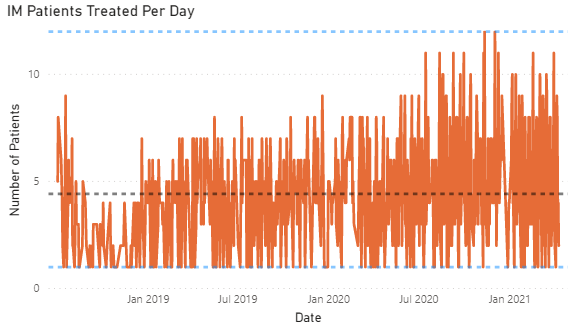 IM Patients Treated Per Day
10
5
0
Number of Patients
Jan 2019
Jul 2019
Jan 2020
Jul 2020
Jan 2021
Date